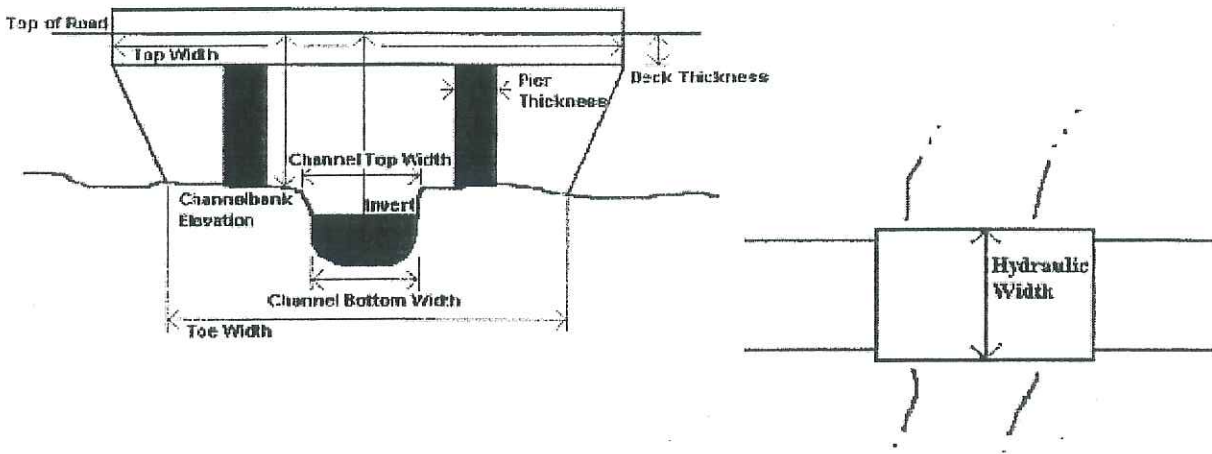 Top of Road
Top Width
Deck Thickness
Pier
Thickness
Channel Top Width
Channelbank
Elevation
Invert
Channel Bottom Width
Toe Width
Hydraulic
Width